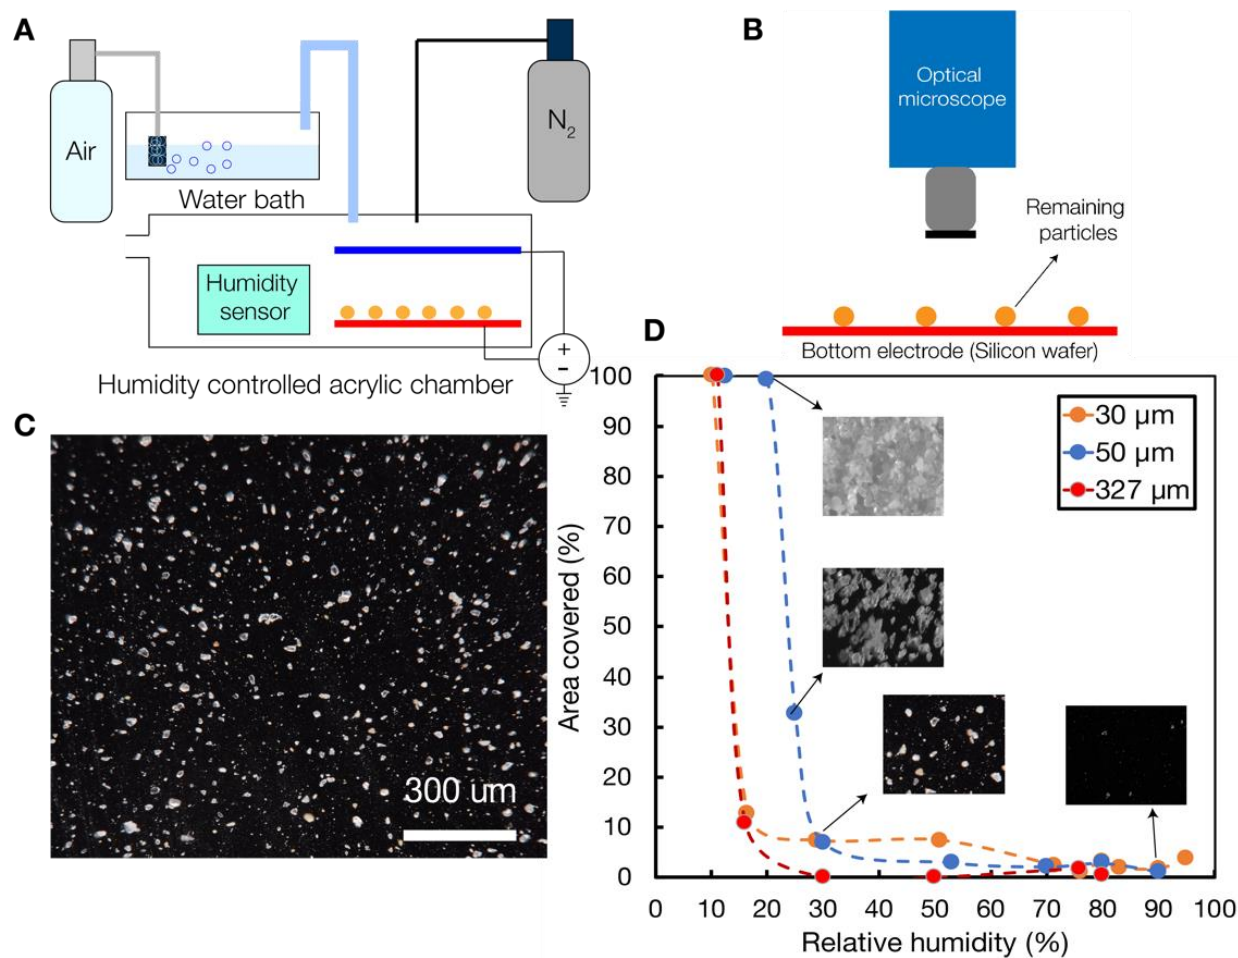 A
Air
Water bath
N2
Humidity
sensor
+
-
Humidity controlled acrylic chamber
B
Optical
microscope
Remaining
particles
Bottom electrode (Silicon wafer)
C
300 um
D
Area covered (%)
100
90
80
70
60
50
40
30
20
10
0
30 μm
50 μm
327 μm
0 10 20 30 40 50 60 70 80 90 100
Relative humidity (%)